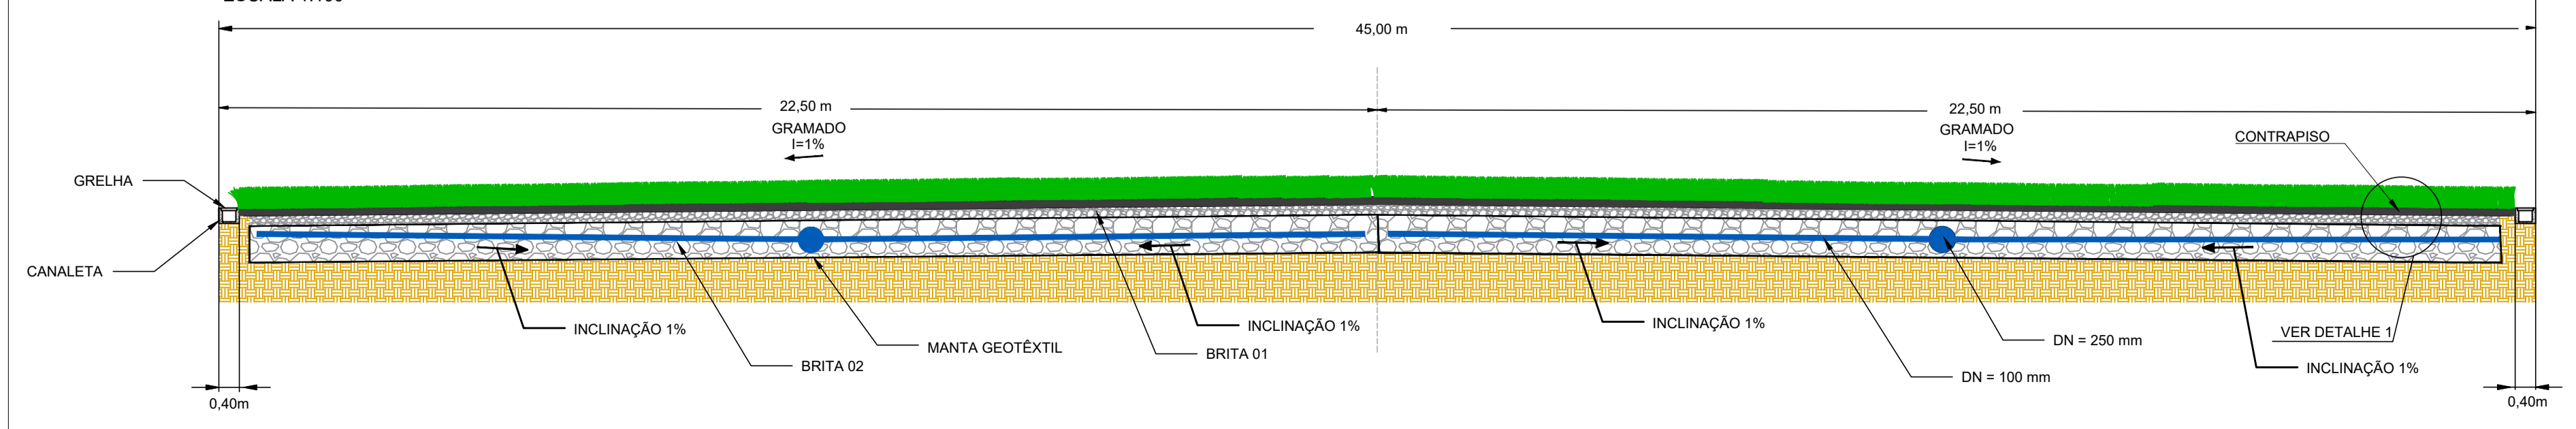 45,00 m
22,50 m
22,50 m
GRAMADO
I=1%
GRAMADO
I=1%
CONTRAPISO
GRELHA
CANALETA
INCLINAÇÃO 1%
INCLINAÇÃO 1%
INCLINAÇÃO 1%
VER DETALHE 1
DN = 250 mm
MANTA GEOTÊXTIL
BRITA 01
BRITA 02
INCLINAÇÃO 1%
DN = 100 mm
0,40m
0,40m